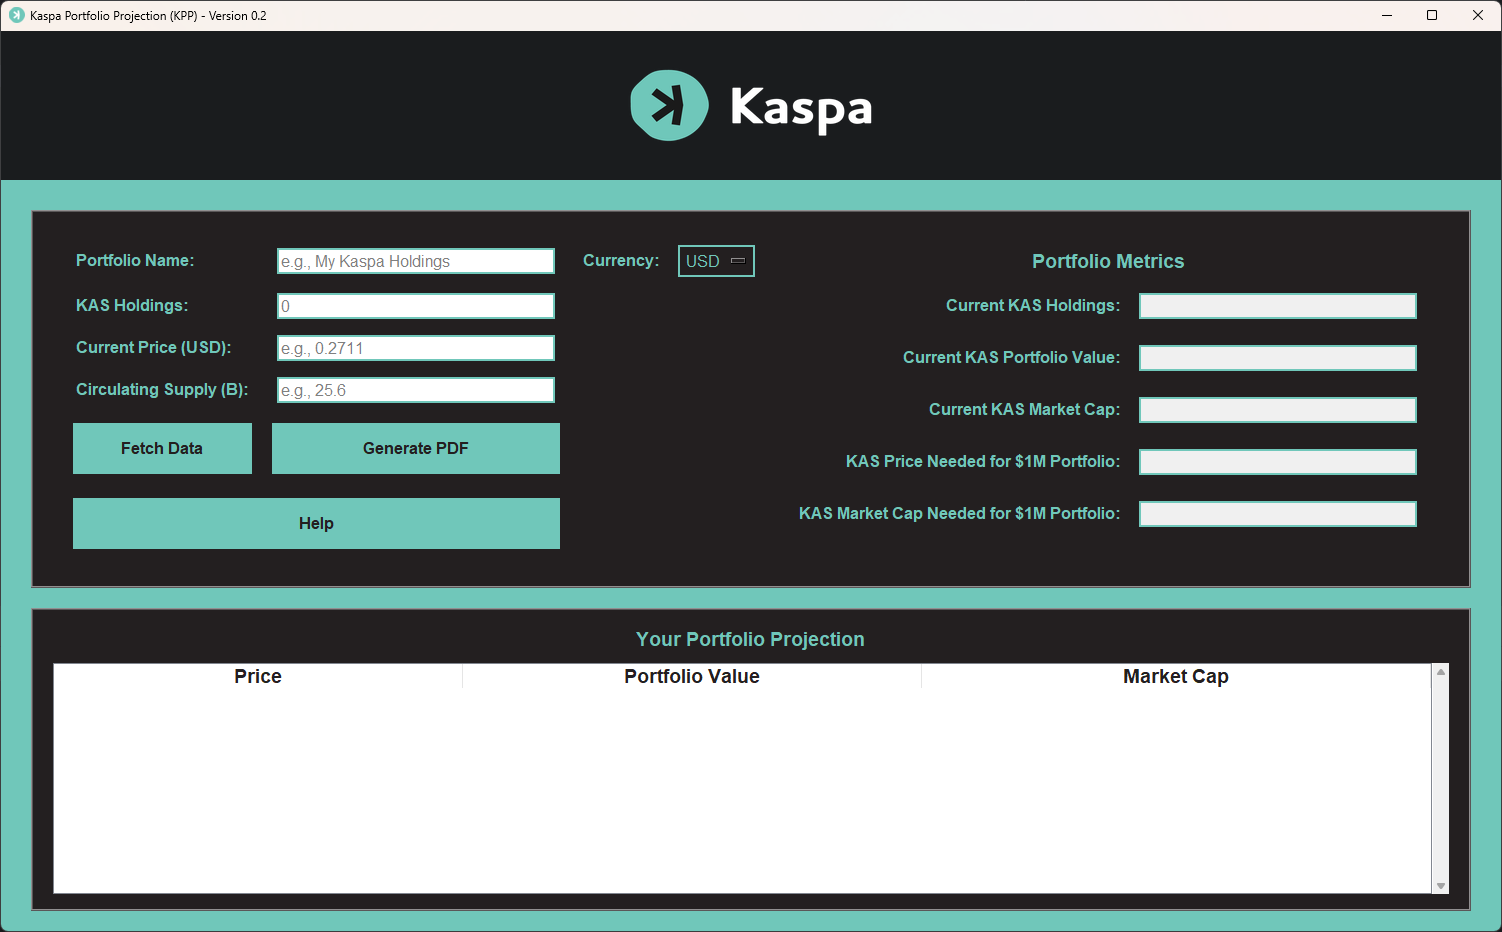 Kaspa Portfolio Projection (KPP) - Version 0.2
Kaspa
Portfolio Name:
e.g., My Kaspa Holdings
Currency:
USD
KAS Holdings:
0
Current Price (USD):
e.g., 0.2711
Circulating Supply (B):
e.g., 25.6
Fetch Data
Generate PDF
Help
Portfolio Metrics
Current KAS Holdings:
Current KAS Portfolio Value:
Current KAS Market Cap:
KAS Price Needed for $1M Portfolio:
KAS Market Cap Needed for $1M Portfolio:
Your Portfolio Projection
Price
Portfolio Value
Market Cap